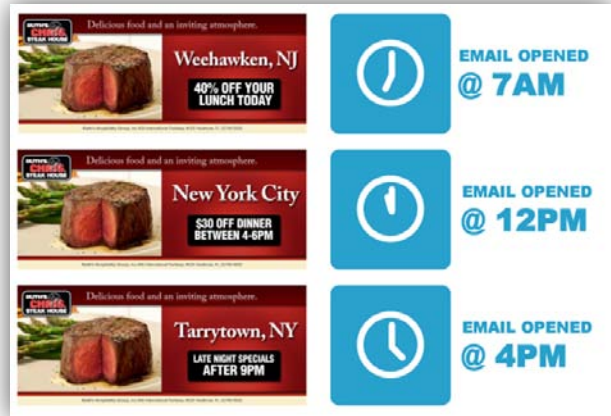 RUTH'S
CHRIS
STEAK HOUSE
Delicious food and an inviting atmosphere.
Weehawken, NJ
40% OFF YOUR
LUNCH TODAY
EMAIL OPENED
@ 7AM
RUTH'S
CHRIS
STEAK HOUSE
Delicious food and an inviting atmosphere.
New York City
$30 OFF DINNER
BETWEEN 4-6PM
EMAIL OPENED
@ 12PM
RUTH'S
CHRIS
STEAK HOUSE
Delicious food and an inviting atmosphere.
Tarrytown, NY
LATE NIGHT SPECIALS
AFTER 9PM
EMAIL OPENED
@ 4PM